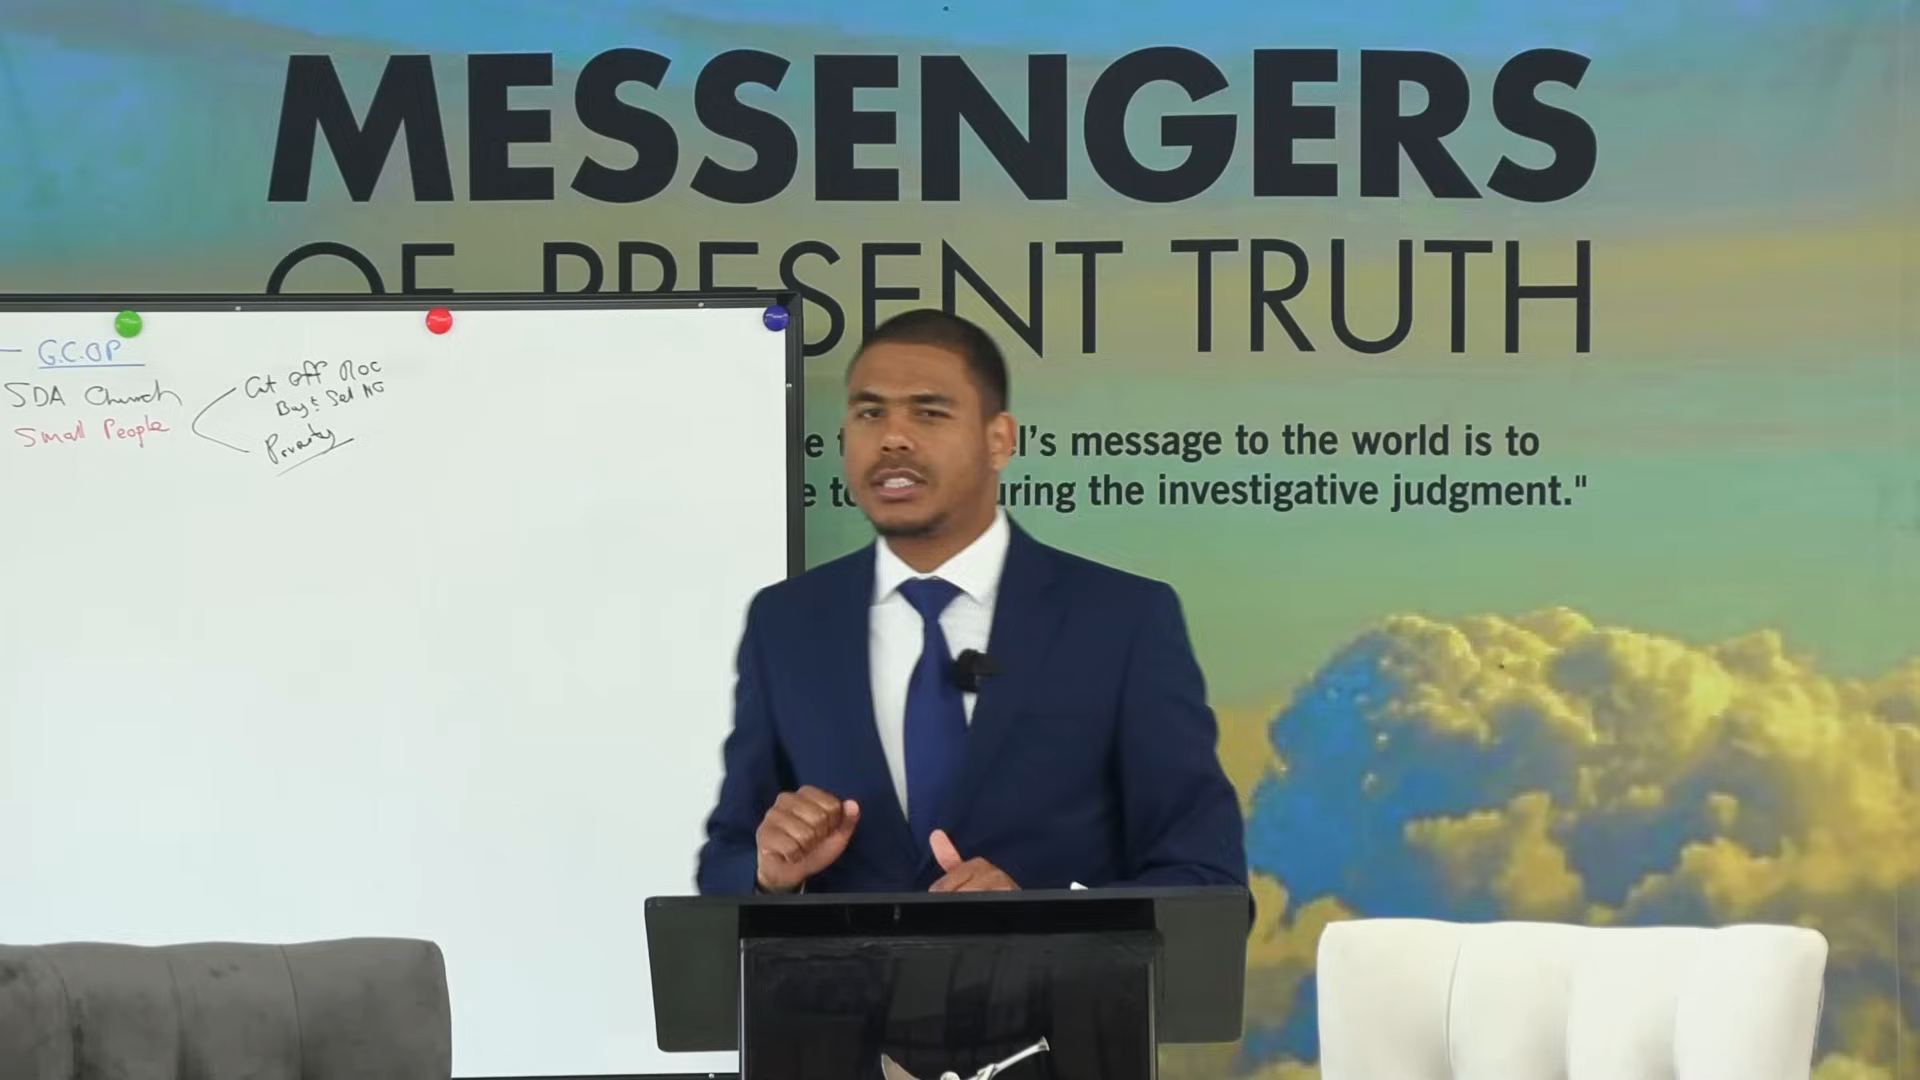 MESSENGERS
OF PRESENT TRUTH
l's message to the world is to
uring the investigative judgment."
G.C.OP
SDA Church
Small People
Cut off
Buy & Sell
Poverty